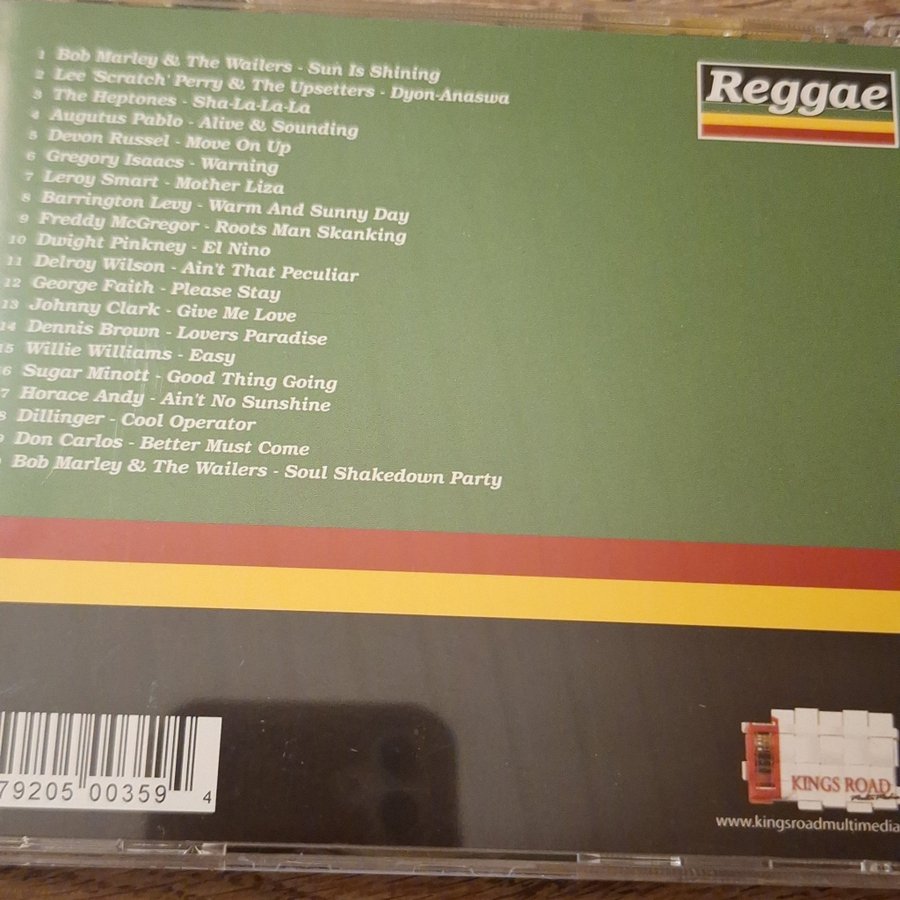 1 Bob Marley & The Wailers - Sun Is Shining
2 Lee 'Scratch' Perry & The Upsetters - Dyon-Anaswa
3 The Heptones - Sha-La-La-La
4 Augutus Pablo - Alive & Sounding
5 Devon Russel - Move On Up
6 Gregory Isaacs - Warning
7 Leroy Smart - Mother Liza
8 Barrington Levy - Warm And Sunny Day
9 Freddy McGregor - Roots Man Skanking
10 Dwight Pinkney - El Nino
11 Delroy Wilson - Ain't That Peculiar
12 George Faith - Please Stay
13 Johnny Clark - Give Me Love
14 Dennis Brown - Lovers Paradise
15 Willie Williams - Easy
6 Sugar Minott - Good Thing Going
7 Horace Andy - Ain't No Sunshine
8 Dillinger - Cool Operator
Don Carlos - Better Must Come
Bob Marley & The Wailers - Soul Shakedown Party
Reggae
79205 00359 4
KINGS ROAD
www.kingsroadmultimedia